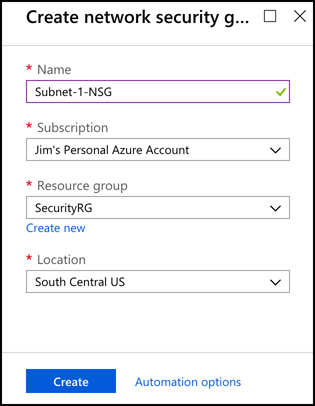 Create network security g...
* Name
Subnet-1-NSG
* Subscription
Jim's Personal Azure Account
* Resource group
SecurityRG
Create new
* Location
South Central US
Create
Automation options